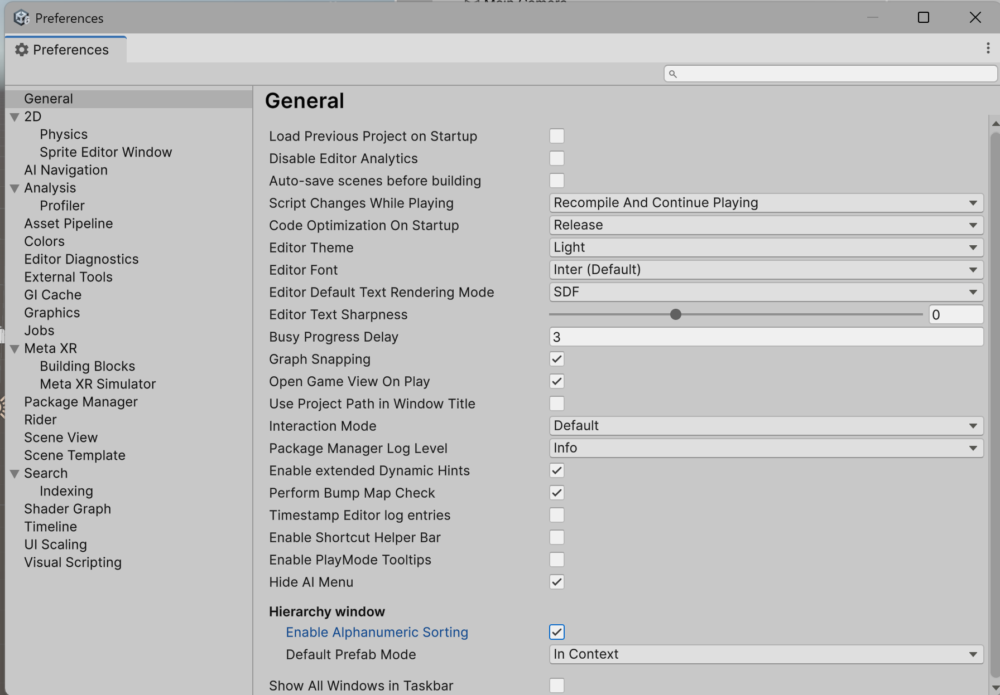 Main Camera
Preferences
Preferences
General
2D
Physics
Sprite Editor Window
AI Navigation
Analysis
Profiler
Asset Pipeline
Colors
Editor Diagnostics
External Tools
GI Cache
Graphics
Jobs
Meta XR
Building Blocks
Meta XR Simulator
Package Manager
Rider
Scene View
Scene Template
Search
Indexing
Shader Graph
Timeline
UI Scaling
Visual Scripting
General
Load Previous Project on Startup
Disable Editor Analytics
Auto-save scenes before building
Script Changes While Playing Recompile And Continue Playing
Code Optimization On Startup Release
Editor Theme Light
Editor Font Inter (Default)
Editor Default Text Rendering Mode SDF
Editor Text Sharpness 0
Busy Progress Delay 3
Graph Snapping
Open Game View On Play
Use Project Path in Window Title
Interaction Mode Default
Package Manager Log Level Info
Enable extended Dynamic Hints
Perform Bump Map Check
Timestamp Editor log entries
Enable Shortcut Helper Bar
Enable PlayMode Tooltips
Hide AI Menu
Hierarchy window
Enable Alphanumeric Sorting
Default Prefab Mode In Context
Show All Windows in Taskbar